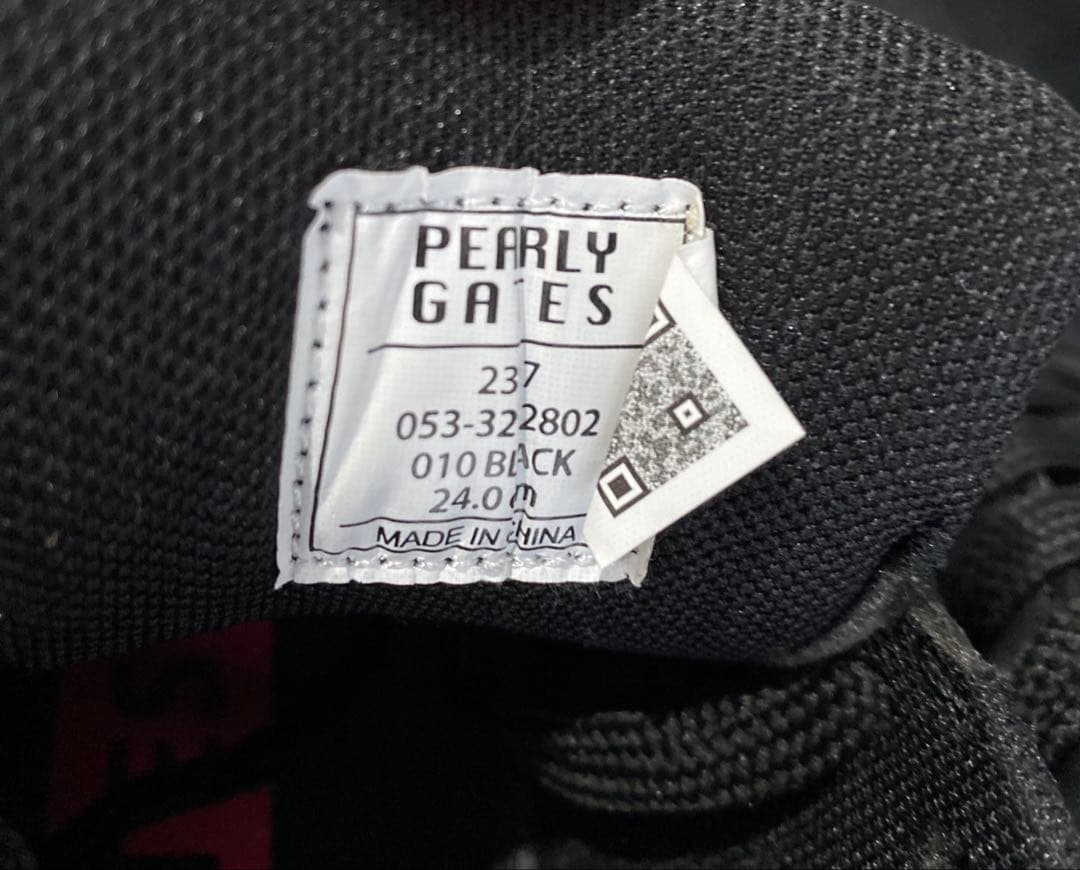 PEARLY
GATES
237
053-322802
010 BLACK
24.0
MADE IN CHINA